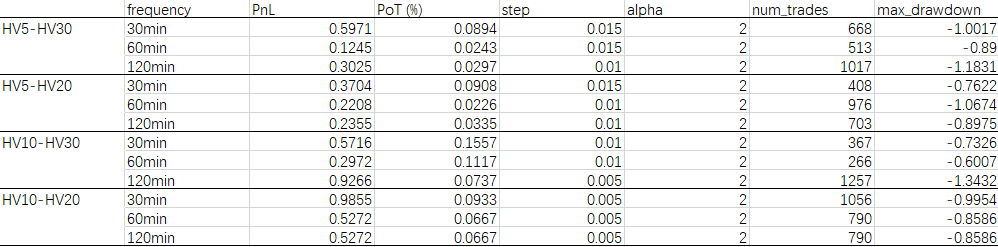 frequency PnL PoT (%) step alpha num_trades max_drawdown
HV5-HV30 30min 0.5971 0.0894 0.015 2 668 -1.0017
60min 0.1245 0.0243 0.015 2 513 -0.89
120min 0.3025 0.0297 0.01 2 1017 -1.1831
HV5-HV20 30min 0.3704 0.0908 0.015 2 408 -0.7622
60min 0.2208 0.0226 0.01 2 976 -1.0674
120min 0.2355 0.0335 0.01 2 703 -0.8975
HV10-HV30 30min 0.5716 0.1557 0.01 2 367 -0.7326
60min 0.2972 0.1117 0.01 2 266 -0.6007
120min 0.9266 0.0737 0.005 2 1257 -1.3432
HV10-HV20 30min 0.9855 0.0933 0.005 2 1056 -0.9954
60min 0.5272 0.0667 0.005 2 790 -0.8586
120min 0.5272 0.0667 0.005 2 790 -0.8586